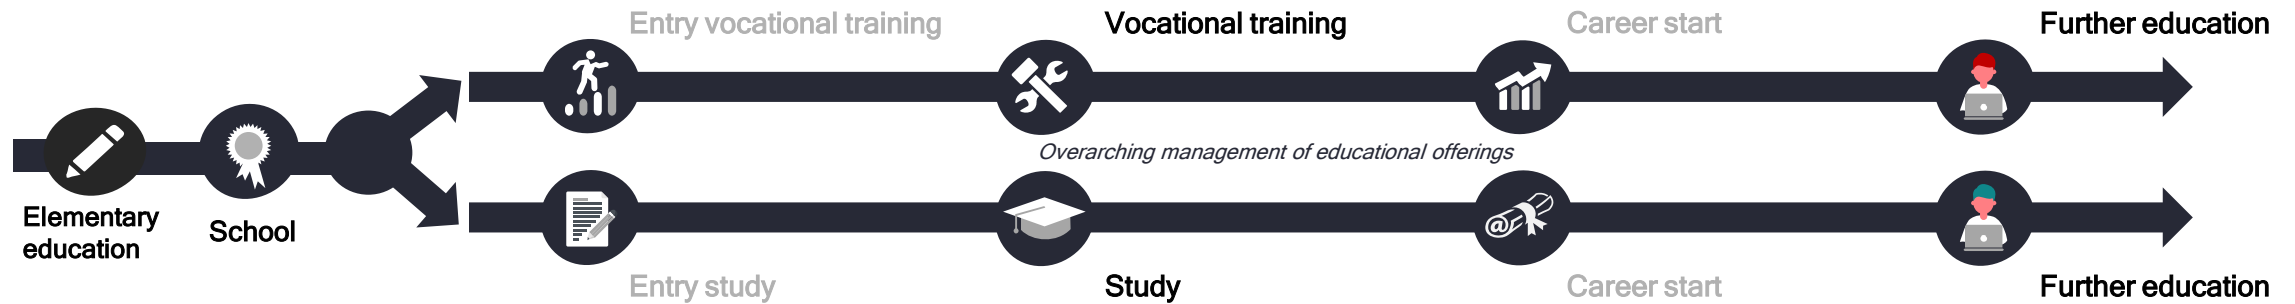 Entry vocational training
Vocational training
Career start
Further education
Overarching management of educational offerings
Elementary
education
School
@
Entry study
Study
Career start
Further education